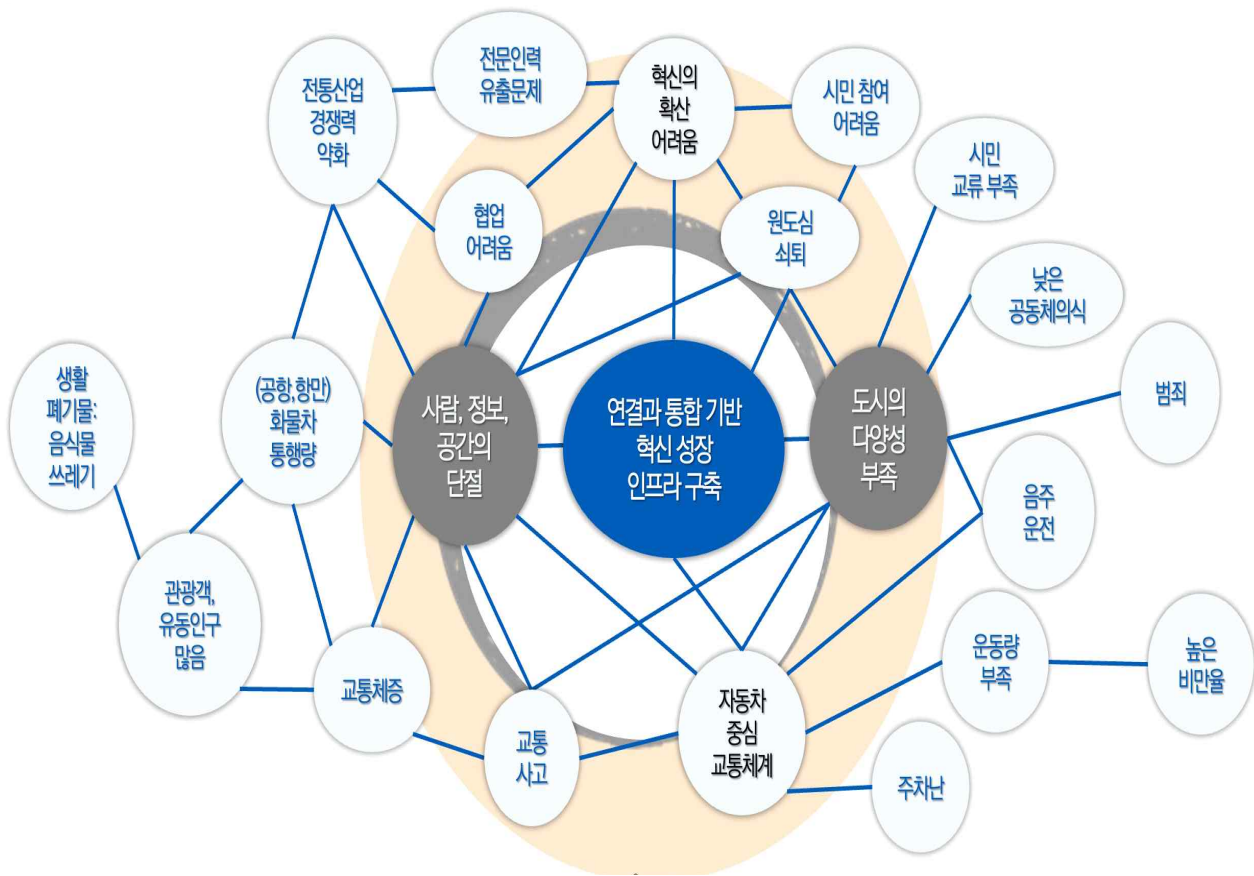 전문인력
유출문제
혁신의
확산
어려움
시민 참여
어려움
전통산업
경쟁력
약화
시민
교류 부족
협업
어려움
원도심
쇠퇴
낮은
공동체의식
생활
폐기물:
음식물
쓰레기
(공항,항만)
화물차
통행량
사람, 정보,
공간의
단절
연결과 통합 기반
혁신 성장
인프라 구축
도시의
다양성
부족
범죄
음주
운전
관광객,
유동인구
많음
교통체증
교통
사고
자동차
중심
교통체계
운동량
부족
높은
비만율
주차난